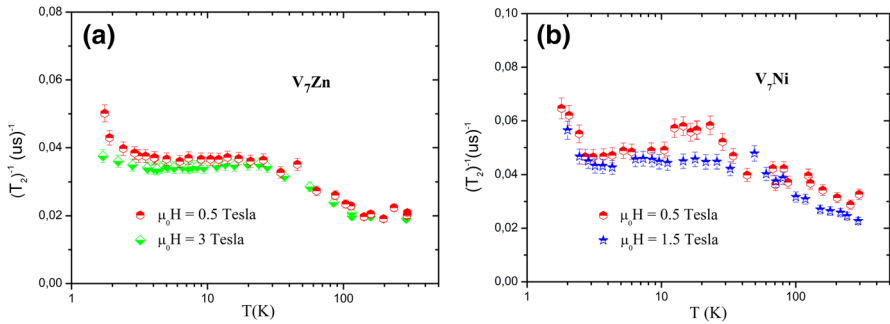 (a)
V₇Zn
0,08
0,06
0,04
0,02
0,00
(T₂)⁻¹ (us)⁻¹
μ₀H = 0.5 Tesla
μ₀H = 3 Tesla
1
10
100
T(K)
(b)
V₇Ni
0,10
0,08
0,06
0,04
0,02
0,00
(T₂)⁻¹(us)⁻¹
μ₀H = 0.5 Tesla
μ₀H = 1.5 Tesla
1
10
100
T (K)